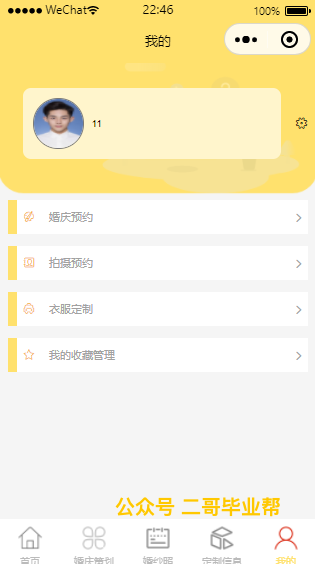 ●●●●● WeChat 22:46 100%
我的
11
婚庆预约
拍摄预约
衣服定制
我的收藏管理
公众号 二哥毕业帮
首页 婚庆策划 婚纱照 定制信息 我的